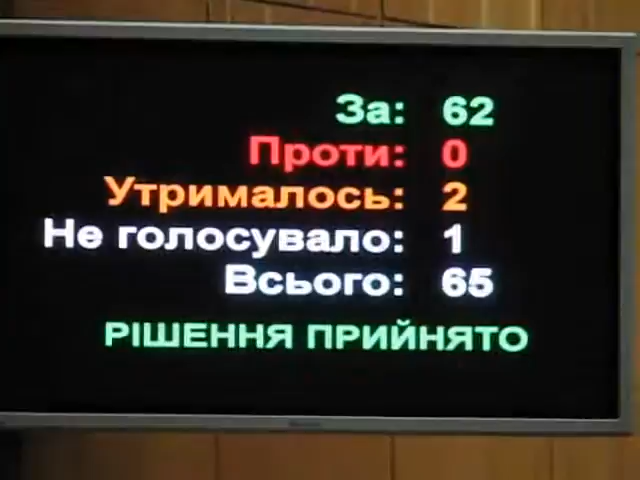 За: 62
Проти: 0
Утрималось: 2
Не голосувало: 1
Всього: 65
РІШЕННЯ ПРИЙНЯТО